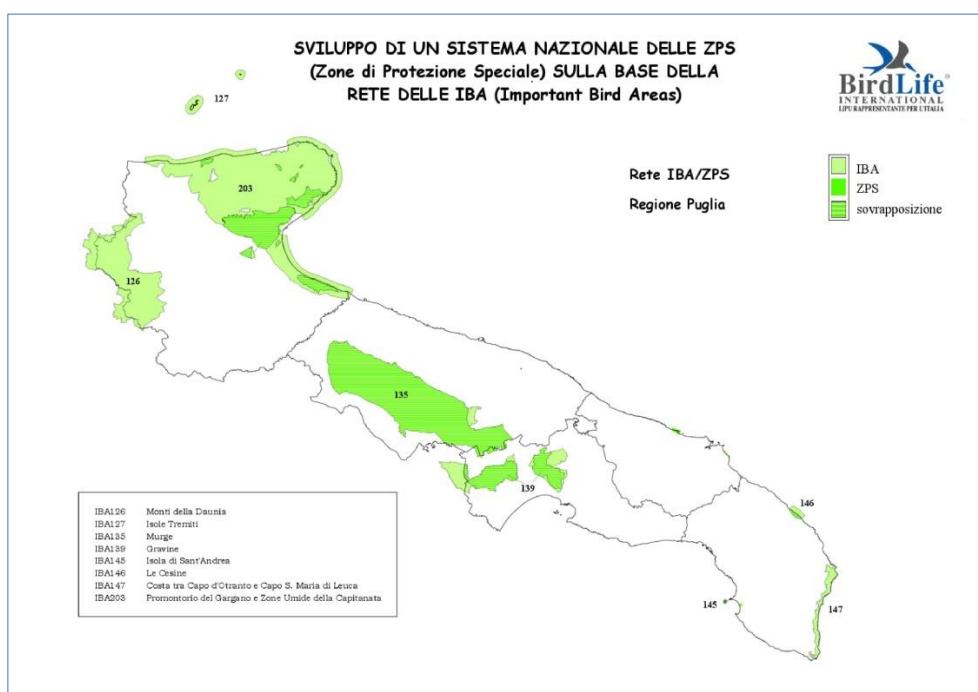 SVILUPPO DI UN SISTEMA NAZIONALE DELLE ZPS
(Zone di Protezione Speciale) SULLA BASE DELLA
RETE DELLE IBA (Important Bird Areas)
BirdLife®
INTERNATIONAL
LIPU RAPPRESENTANTE PER L'ITALIA
Rete IBA/ZPS
Regione Puglia
IBA
ZPS
sovrapposizione
127
203
126
135
139
146
145
147
IBA126 Monti della Daunia
IBA127 Isole Tremiti
IBA135 Murge
IBA139 Gravine
IBA145 Isola di Sant'Andrea
IBA146 Le Cesine
IBA147 Costa tra Capo d'Otranto e Capo S. Maria di Leuca
IBA203 Promontorio del Gargano e Zone Umide della Capitanata